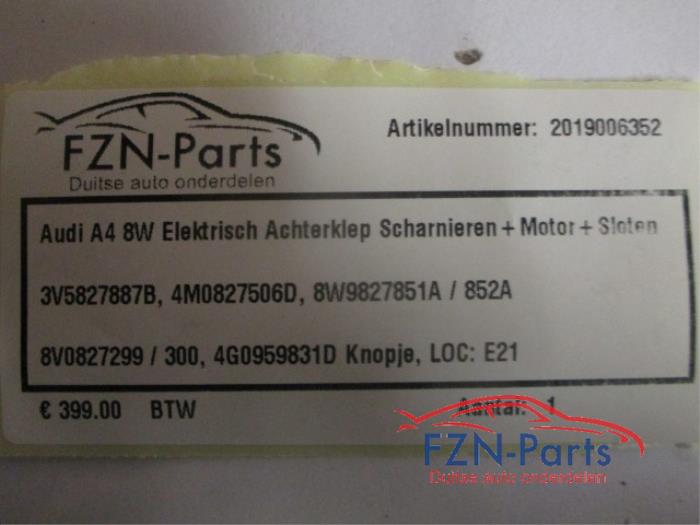 FZN-Parts
Duitse auto onderdelen
Artikelnummer: 2019006352
Audi A4 8W Elektrisch Achterklep Scharnieren + Motor + Sloten
3V5827887B, 4M0827506D, 8W9827851A / 852A
8V0827299 / 300, 4G0959831D Knopje, LOC: E21
€ 399.00 BTW
Aantal: 1
FZN-Parts
Duitse auto onderdelen